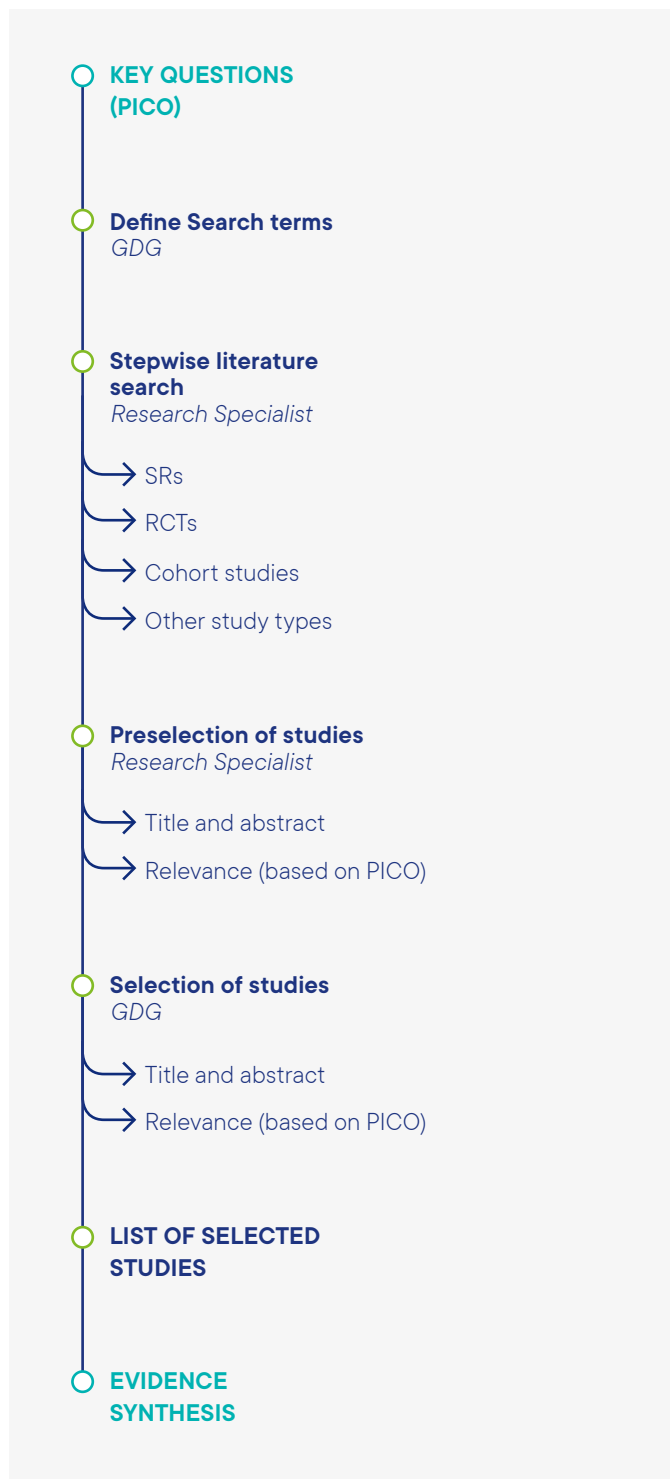 KEY QUESTIONS
(PICO)
Define Search terms
GDG
Stepwise literature
search
Research Specialist
SRs
RCTs
Cohort studies
Other study types
Preselection of studies
Research Specialist
Title and abstract
Relevance (based on PICO)
Selection of studies
GDG
Title and abstract
Relevance (based on PICO)
LIST OF SELECTED
STUDIES
EVIDENCE
SYNTHESIS